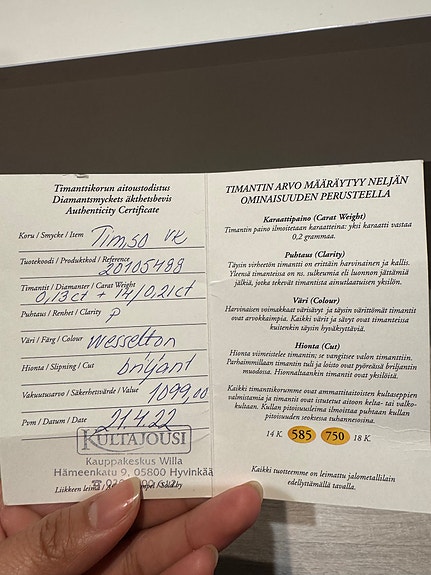 Timanttikorun aitoustodistus
Diamantsmyckets äkthetsbevis
Authenticity Certificate
Koru / Smycke / Item Timso vk
Tuotekoodi / Produktkod / Reference
20105488
Timantit / Diamanter / Carat Weight
0,13ct + 14/0,21ct
Puhtaus / Renhet / Clarity P
Väri / Färg / Colour Wesselton
Hionta / Slipning / Cut briljant
Vakuutusarvo / Säkerhetsvärde / Value 1099,00
Pvm / Datum / Date 21.4.22
KULTAJOUSI
Kauppakeskus Willa
Hämeenkatu 9, 05800 Hyvinkää
Liikkeen leima
TIMANTIN ARVO MÄÄRÄYTYY NELJÄN
OMINAISUUDEN PERUSTEELLA
Karaattipaino (Carat Weight)
Timantin paino ilmoitetaan karaatteina: yksi karaatti vastaa
0,2 grammaa.
Puhtaus (Clarity)
Täysin virheetön timantti on erittäin harvinainen ja kallis.
Yleensä timanteissa on ns. sulkeumia eli luonnon jättämiä
jälkiä, jotka tekevät timantista ainutlaatuisen yksilön.
Väri (Colour)
Harvinaisen voimakkaat värisävyt ja täysin värittömät timantit
ovat arvokkaimpia. Kaikki värit ja sävyt ovat timanteissa
kuitenkin täysin hyväksyttäviä.
Hionta (Cut)
Hionta viimeistelee timantin; se vangitsee valon timanttiin.
Parhaimmillaan timantin tuli ja loisto ovat pyöreässä briljantin
muodossa. Hionnaltaankin timantit ovat yksilöitä.
Kaikki timanttikorumme ovat ammattitaitoisten kultaseppien
valmistamia ja timantit ovat istutetut aitoon kelta- tai valko-
kultaan. Kullan pitoisuusleima ilmoittaa puhtaan kullan
pitoisuuden seoksena tuhannesosina.
14 K 585 750 18 K.
Kaikki tuotteemme on leimattu jalometallilain
edellyttämällä tavalla.